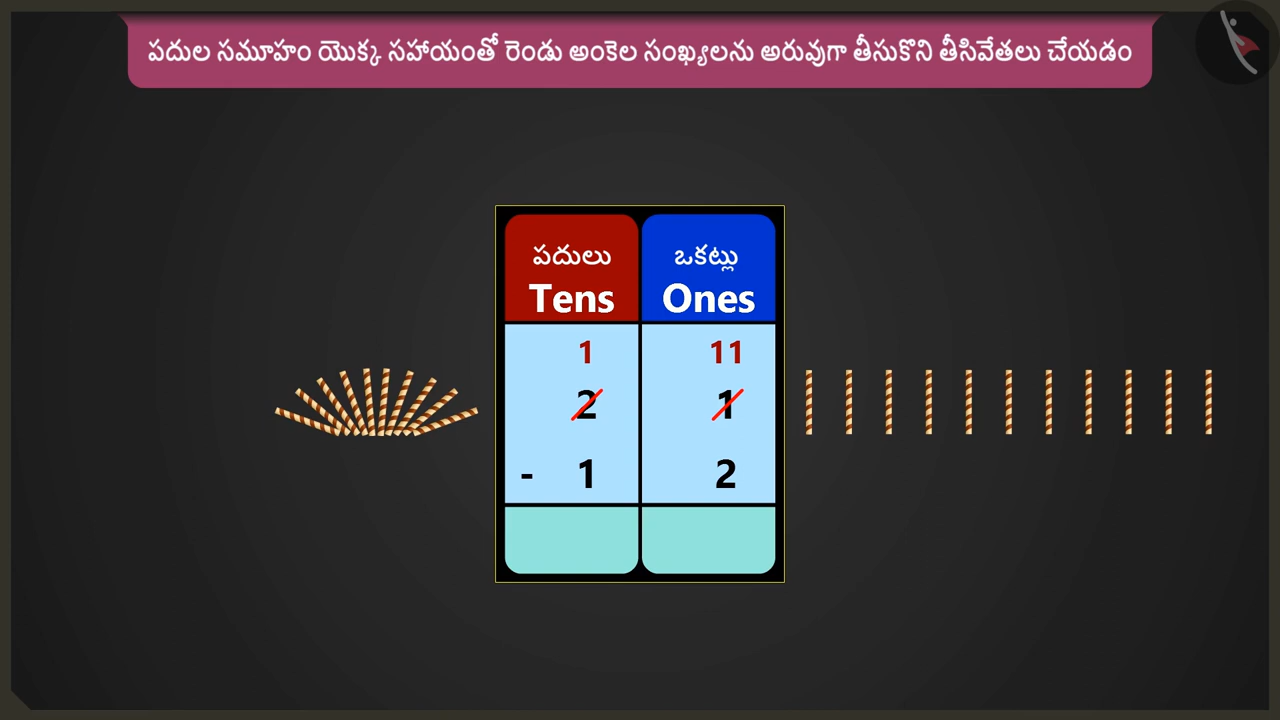 పదుల సమూహం యొక్క సహాయంతో రెండు అంకెల సంఖ్యలను అరువుగా తీసుకొని తీసివేతలు చేయడం
పదులు ఒకట్లు
Tens Ones
1 11
2 1
- 1 2